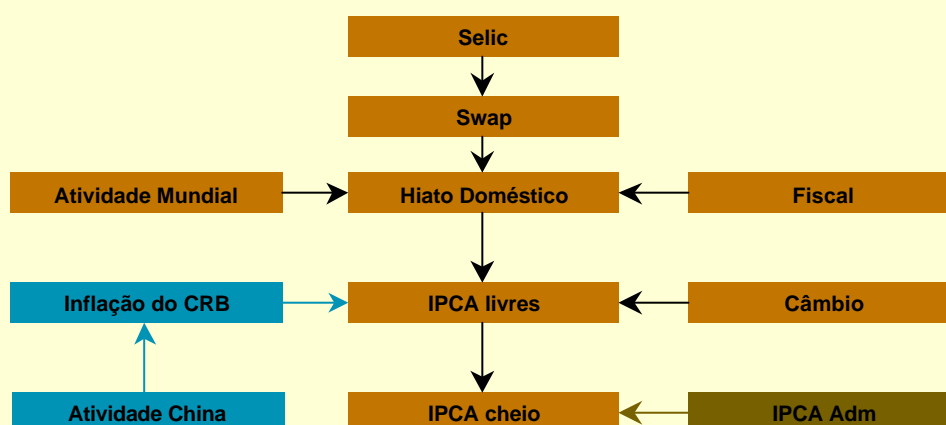 Selic
Swap
Atividade Mundial
Hiato Doméstico
Fiscal
Inflação do CRB
IPCA livres
Câmbio
Atividade China
IPCA cheio
IPCA Adm